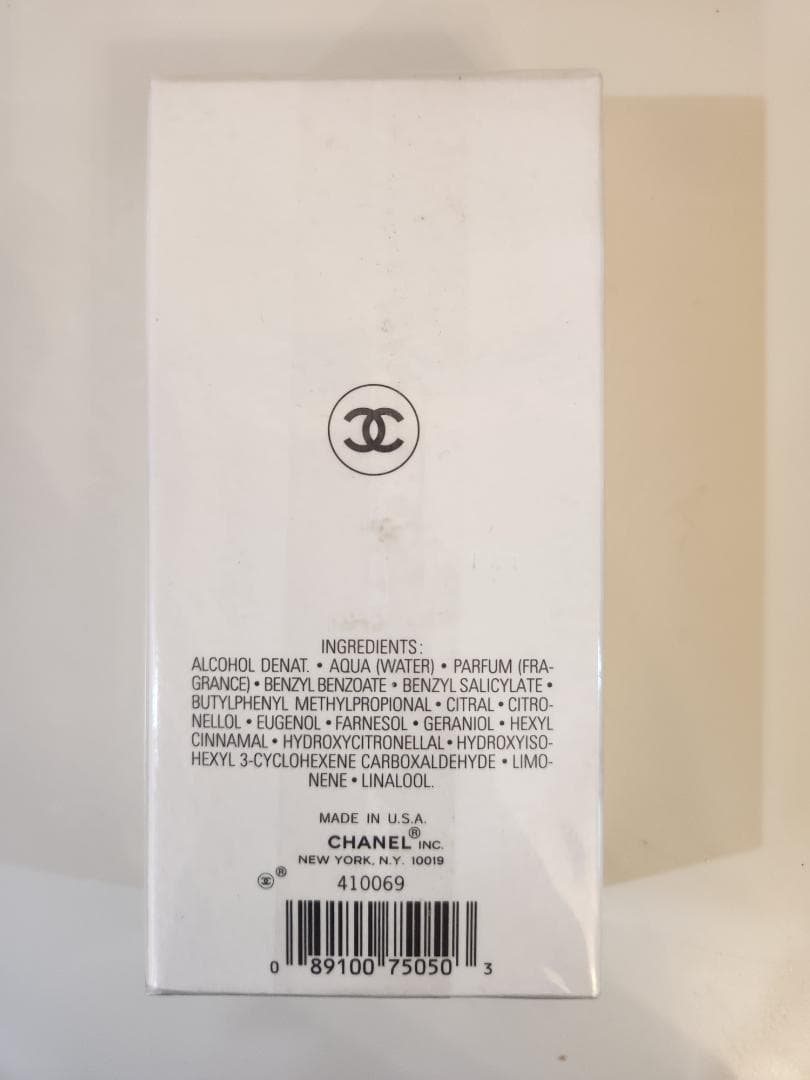 INGREDIENTS:
ALCOHOL DENAT. • AQUA (WATER) • PARFUM (FRA-
GRANCE) • BENZYL BENZOATE • BENZYL SALICYLATE •
BUTYLPHENYL METHYLPROPIONAL • CITRAL • CITRO-
NELLOL • EUGENOL • FARNESOL • GERANIOL • HEXYL
CINNAMAL • HYDROXYCITRONELLAL • HYDROXYISO-
HEXYL 3-CYCLOHEXENE CARBOXALDEHYDE • LIMO-
NENE • LINALOOL.
MADE IN U.S.A.
CHANEL® INC.
NEW YORK, N.Y. 10019
® 410069
0 89100 75050 3